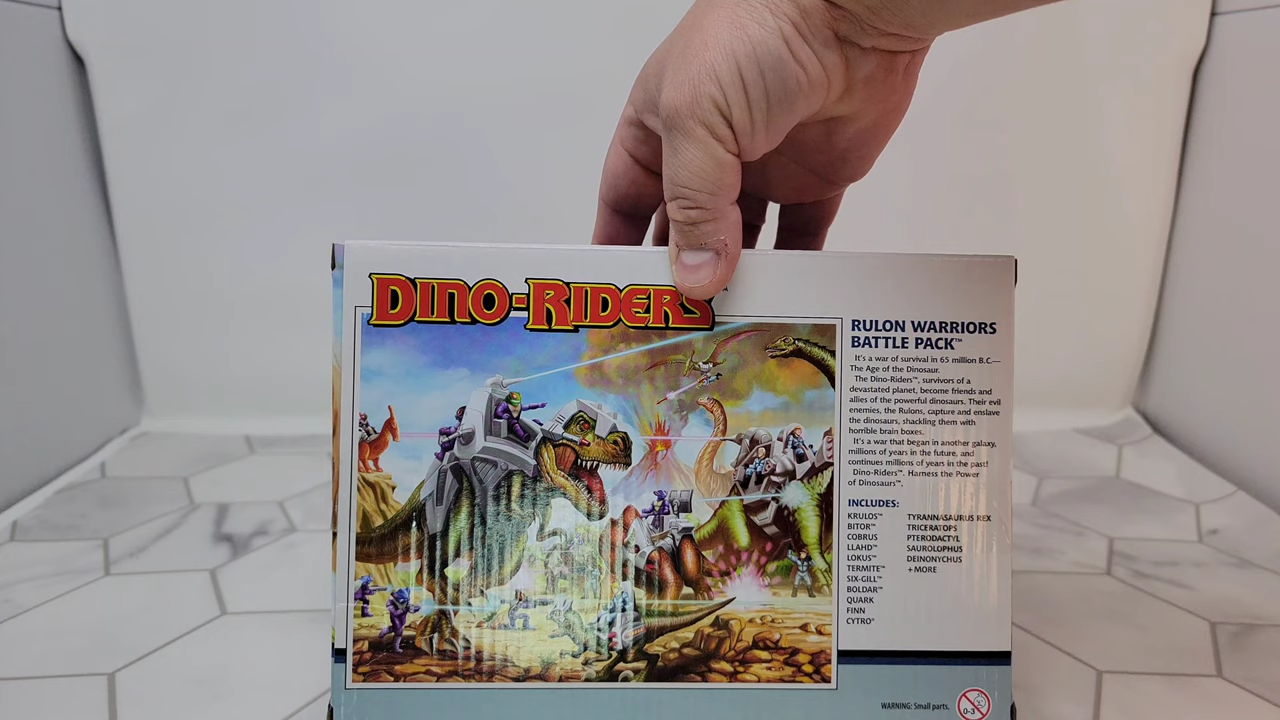 DINO-RIDERS
RULON WARRIORS
BATTLE PACK™
It's a war of survival in 65 million B.C.—
The Age of the Dinosaur.
The Dino-Riders™, survivors of a
devastated planet, become friends and
allies of the powerful dinosaurs. Their evil
enemies, the Rulons, capture and enslave
the dinosaurs, shackling them with
horrible brain boxes.
It's a war that began in another galaxy,
millions of years in the future, and
continues millions of years in the past!
Dino-Riders™. Harness the Power
of Dinosaurs™.
INCLUDES:
KRULOS™
BITOR™
COBRUS
LLAHD™
LOKUS™
TERMITE™
SIX-GILL™
BOLDAR™
QUARK
FINN
CYTRO®
TYRANNASAURUS REX
TRICERATOPS
PTERODACTYL
SAUROLOPHUS
DEINONYCHUS
+MORE
WARNING: Small parts.
0-3